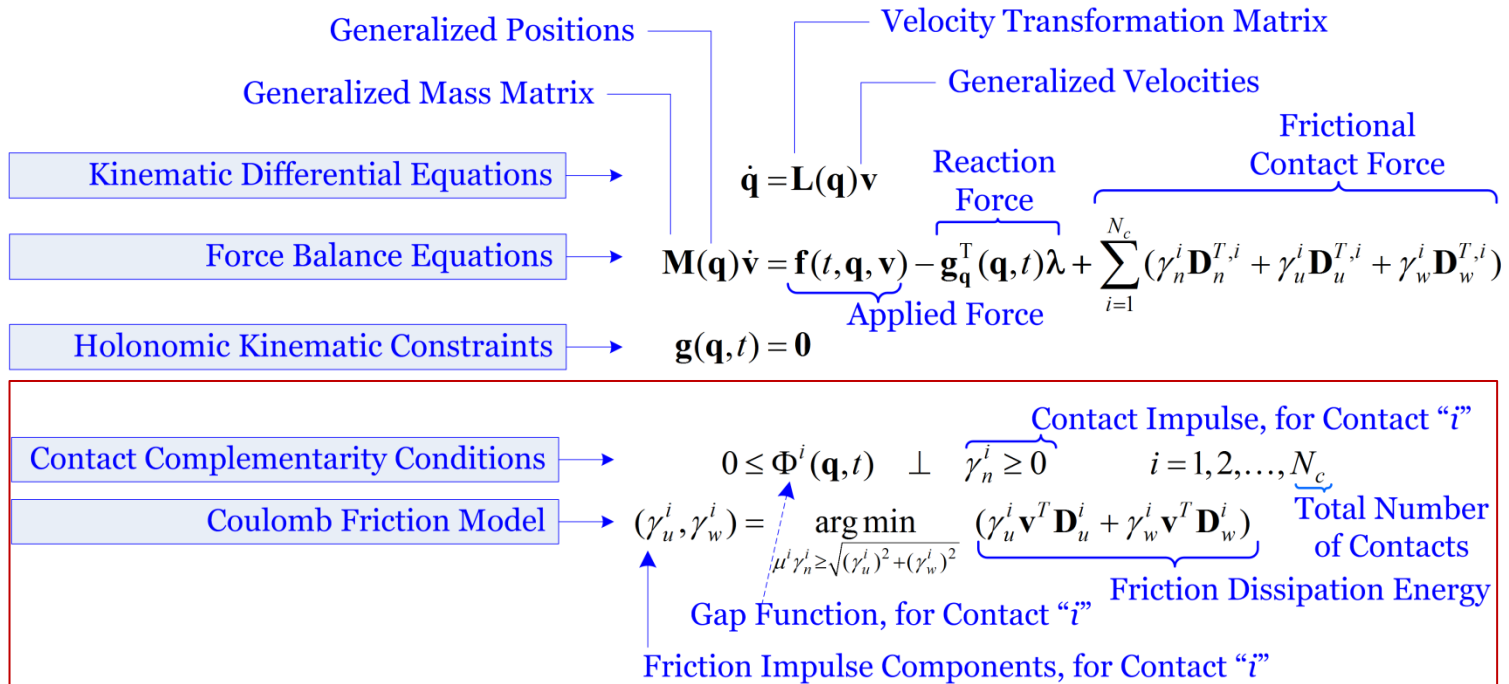 Generalized Positions
Velocity Transformation Matrix
Generalized Mass Matrix
Generalized Velocities
Frictional
Contact Force
Kinematic Differential Equations
q̇ = L(q)v
Reaction
Force
Force Balance Equations
M(q)v̇ = f(t, q, v) − g_q^T(q,t)λ + ∑_{i=1}^{N_c} (γ_n^i D_n^{T,i} + γ_u^i D_u^{T,i} + γ_w^i D_w^{T,i})
Applied Force
Holonomic Kinematic Constraints
g(q,t) = 0
Contact Impulse, for Contact “i”
Contact Complementarity Conditions
0 ≤ Φ^i(q,t) ⊥ γ_n^i ≥ 0 i = 1, 2, …, N_c
Coulomb Friction Model
(γ_u^i, γ_w^i) = arg min_{μ^i γ_n^i ≥ √((γ_u^i)^2 + (γ_w^i)^2)} (γ_u^i v^T D_u^i + γ_w^i v^T D_w^i)
Total Number
of Contacts
Friction Dissipation Energy
Gap Function, for Contact “i”
Friction Impulse Components, for Contact “i”